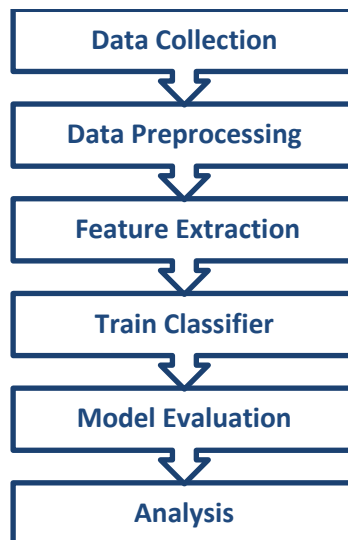 Data Collection
Data Preprocessing
Feature Extraction
Train Classifier
Model Evaluation
Analysis